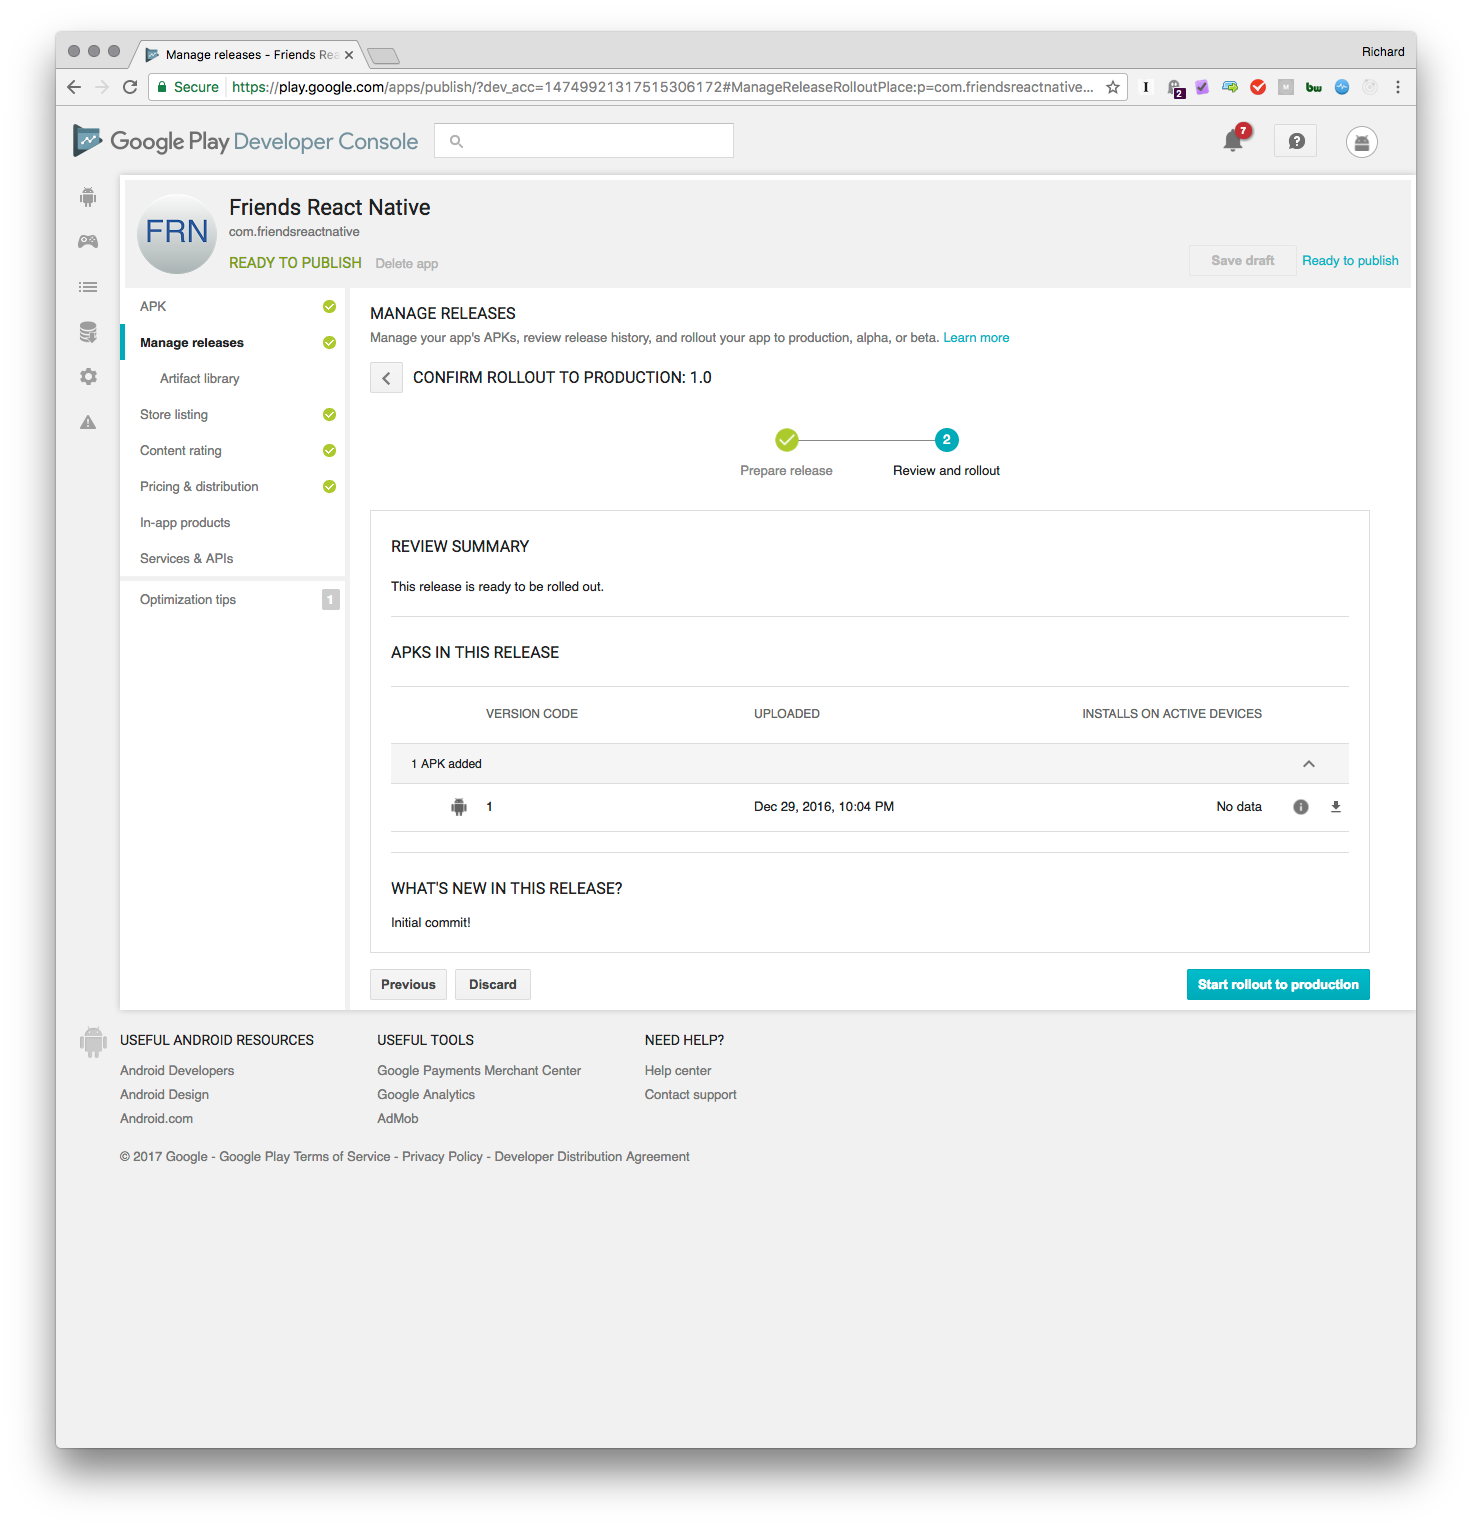 Manage releases - Friends Rea
Richard
Secure https://play.google.com/apps/publish/?dev_acc=14749921317515306172#ManageReleaseRolloutPlace:p=com.friendsreactnative...
2
bw
Google Play Developer Console
7
FRN
Friends React Native
com.friendsreactnative
READY TO PUBLISH Delete app
Save draft Ready to publish
APK
Manage releases
Artifact library
Store listing
Content rating
Pricing & distribution
In-app products
Services & APIs
Optimization tips 1
MANAGE RELEASES
Manage your app's APKs, review release history, and rollout your app to production, alpha, or beta. Learn more
CONFIRM ROLLOUT TO PRODUCTION: 1.0
2
Prepare release Review and rollout
REVIEW SUMMARY
This release is ready to be rolled out.
APKS IN THIS RELEASE
VERSION CODE UPLOADED INSTALLS ON ACTIVE DEVICES
1 APK added
1 Dec 29, 2016, 10:04 PM No data
WHAT'S NEW IN THIS RELEASE?
Initial commit!
Previous Discard Start rollout to production
USEFUL ANDROID RESOURCES
Android Developers
Android Design
Android.com
USEFUL TOOLS
Google Payments Merchant Center
Google Analytics
AdMob
NEED HELP?
Help center
Contact support
© 2017 Google - Google Play Terms of Service - Privacy Policy - Developer Distribution Agreement